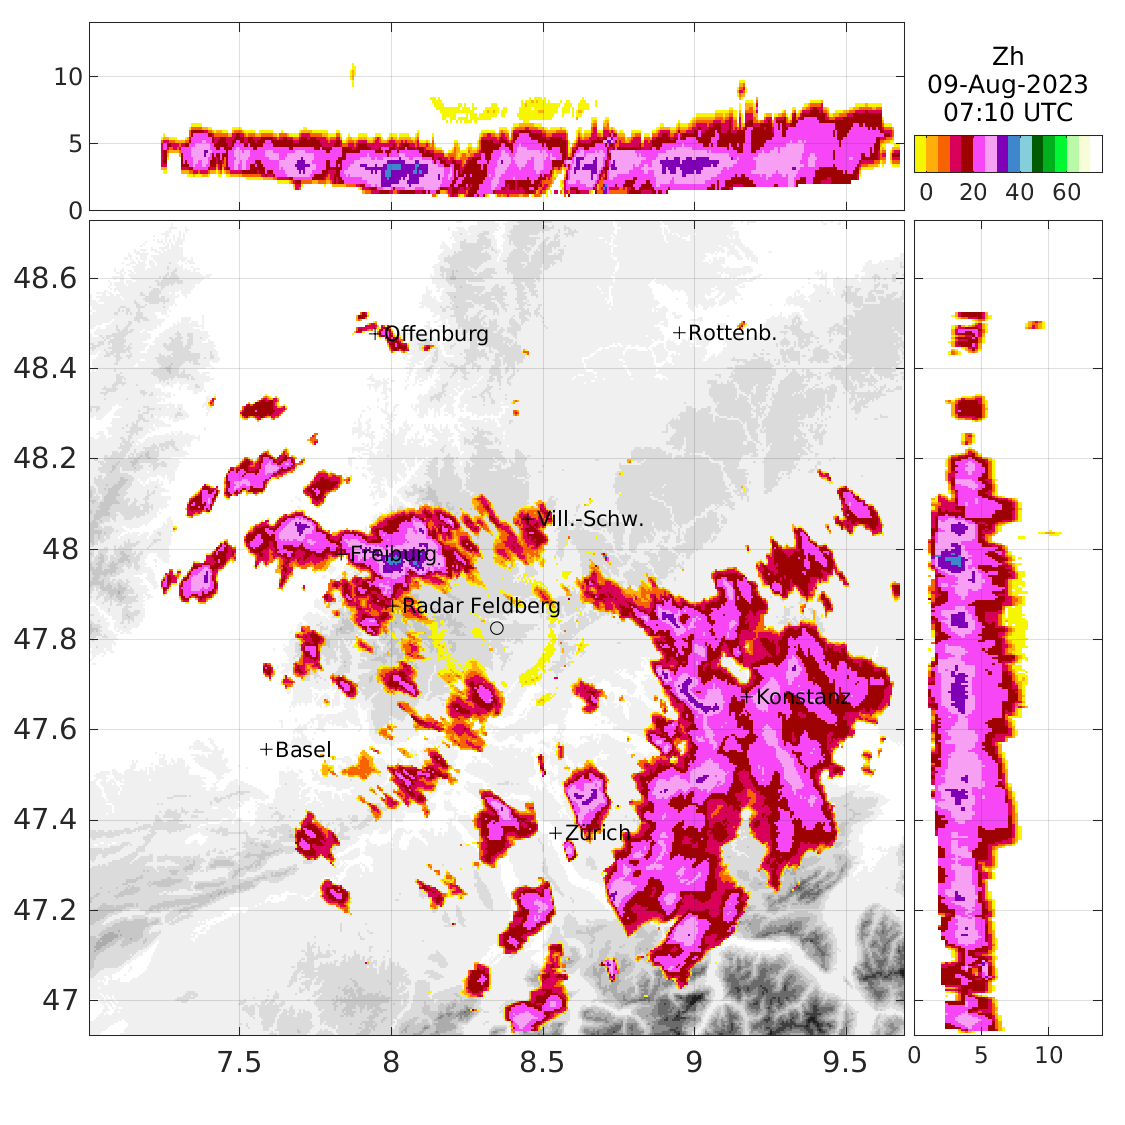 10
5
0
Zh
09-Aug-2023
07:10 UTC
0 20 40 60
48.6
48.4
48.2
48
47.8
47.6
47.4
47.2
47
+Offenburg
+Rottenb.
+Vill.-Schw.
+Freiburg
+Radar Feldberg
+Konstanz
+Basel
+Zürich
7.5 8 8.5 9 9.5
0 5 10